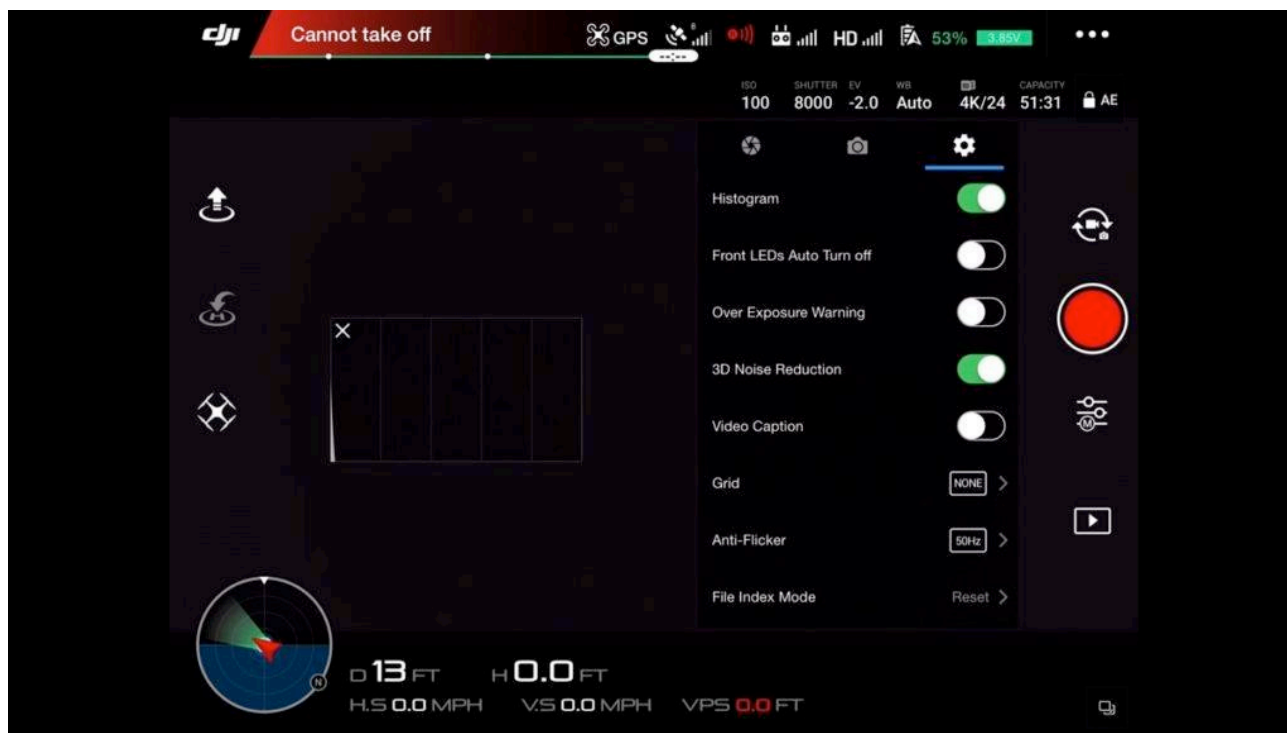 dji Cannot take off GPS 8 HD 53% 3.85V
--:--
ISO SHUTTER EV WB CAPACITY
100 8000 -2.0 Auto 4K/24 51:31 AE
Histogram
Front LEDs Auto Turn off
Over Exposure Warning
3D Noise Reduction
Video Caption
Grid NONE
Anti-Flicker 50Hz
File Index Mode Reset
N
D 13 FT H 0.0 FT
H.S 0.0 MPH V.S 0.0 MPH VPS 0.0 FT
M
H